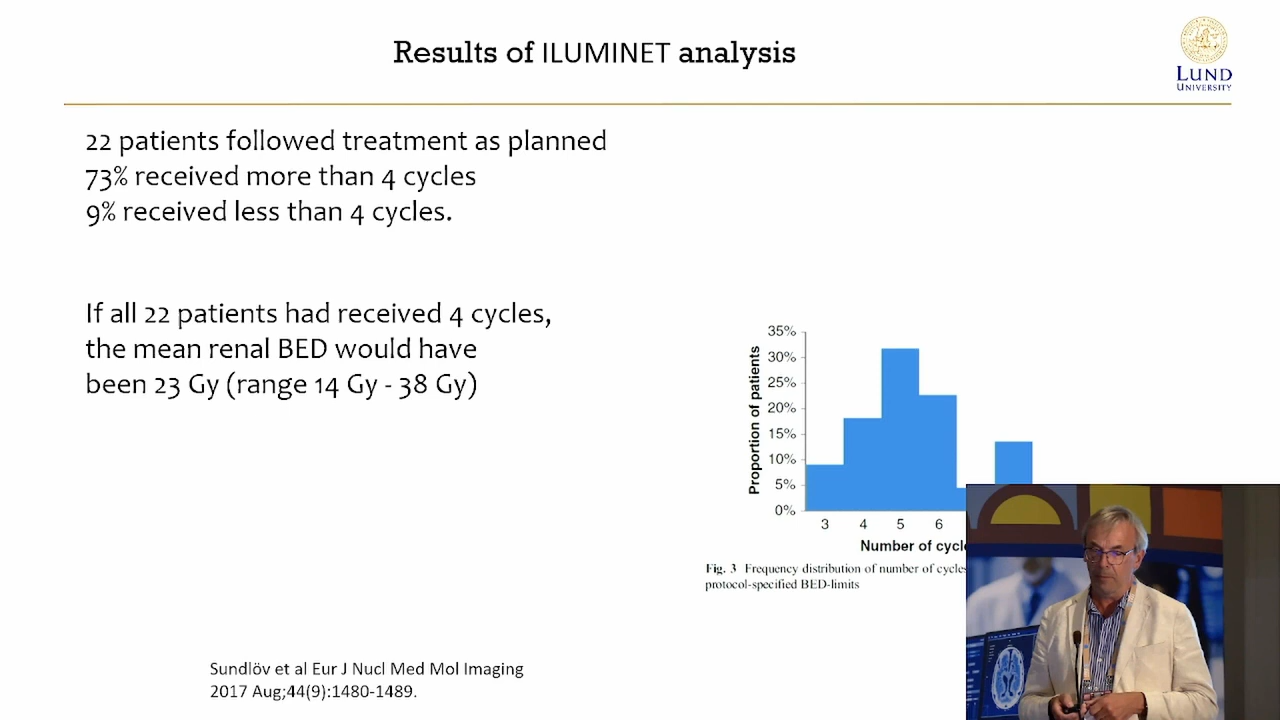 Results of ILUMINET analysis
LUND
UNIVERSITY
22 patients followed treatment as planned
73% received more than 4 cycles
9% received less than 4 cycles.
If all 22 patients had received 4 cycles,
the mean renal BED would have
been 23 Gy (range 14 Gy - 38 Gy)
35%
30%
25%
20%
15%
10%
5%
0%
Proportion of patients
3 4 5 6
Number of cycle
Fig. 3 Frequency distribution of number of cycles
protocol-specified BED-limits
Sundlöv et al Eur J Nucl Med Mol Imaging
2017 Aug;44(9):1480-1489.